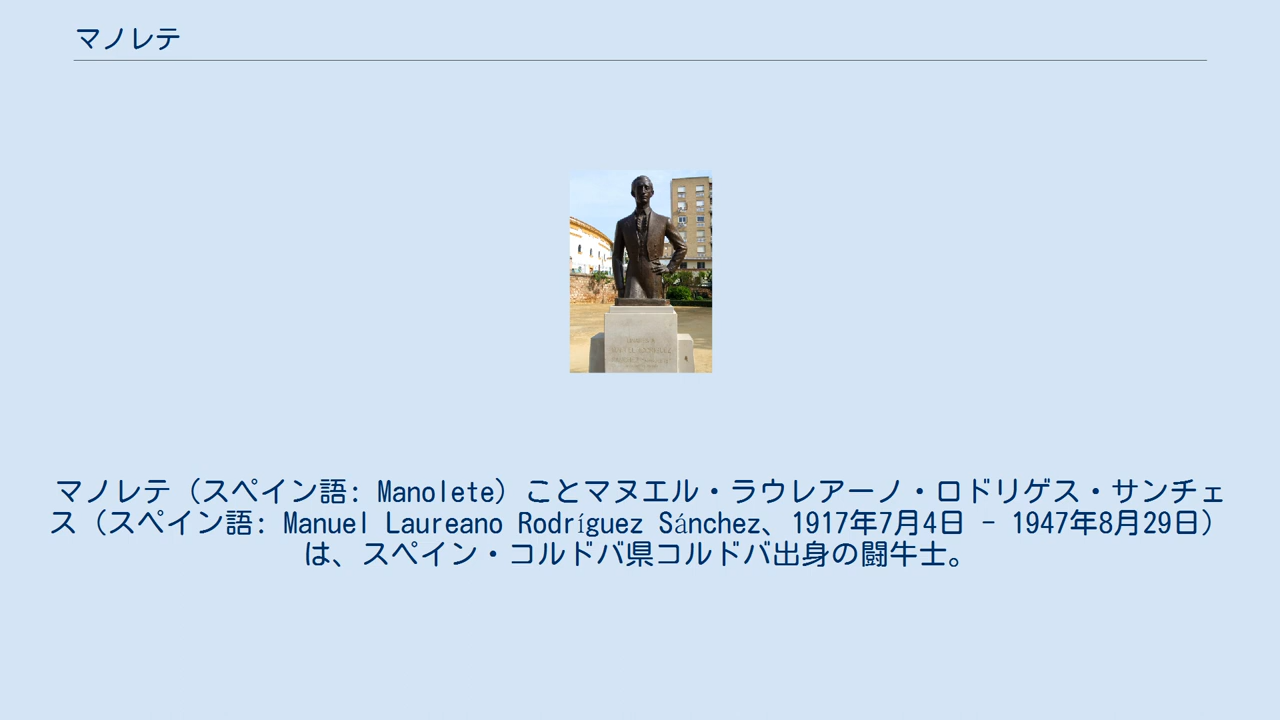 マノレテ
マノレテ（スペイン語: Manolete）ことマヌエル・ラウレアーノ・ロドリゲス・サンチェ
ス（スペイン語: Manuel Laureano Rodríguez Sánchez、1917年7月4日 - 1947年8月29日）
は、スペイン・コルドバ県コルドバ出身の闘牛士。